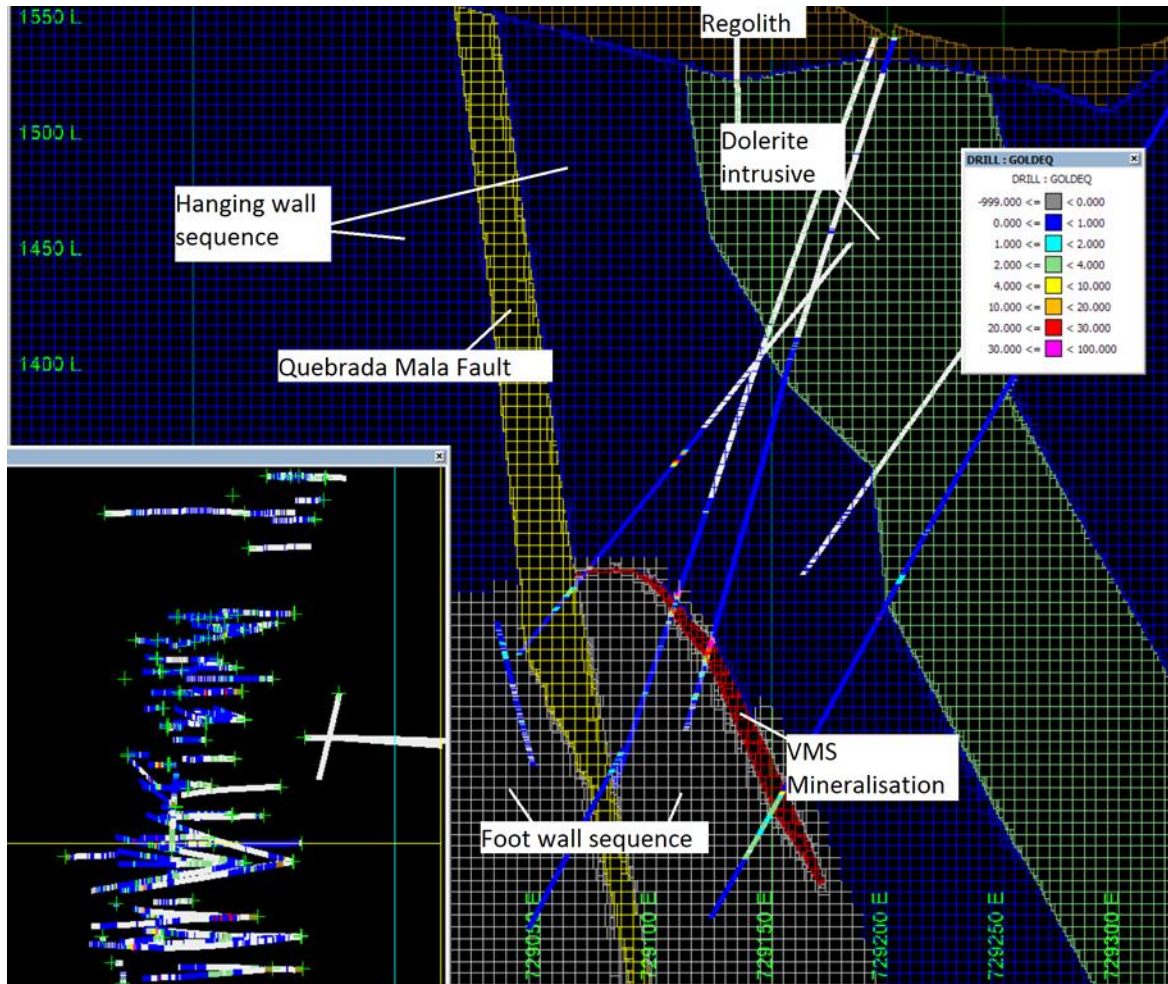 1550 L
Regolith
1500 L
Dolerite
intrusive
DRILL : GOLDEQ
DRILL : GOLDEQ
-999.000 <= < 0.000
0.000 <= < 1.000
1.000 <= < 2.000
2.000 <= < 4.000
4.000 <= < 10.000
10.000 <= < 20.000
20.000 <= < 30.000
30.000 <= < 100.000
Hanging wall
sequence
1450 L
Quebrada Mala Fault
1400 L
VMS
Mineralisation
Foot wall sequence
729050 E
729100 E
729150 E
729200 E
729250 E
729300 E